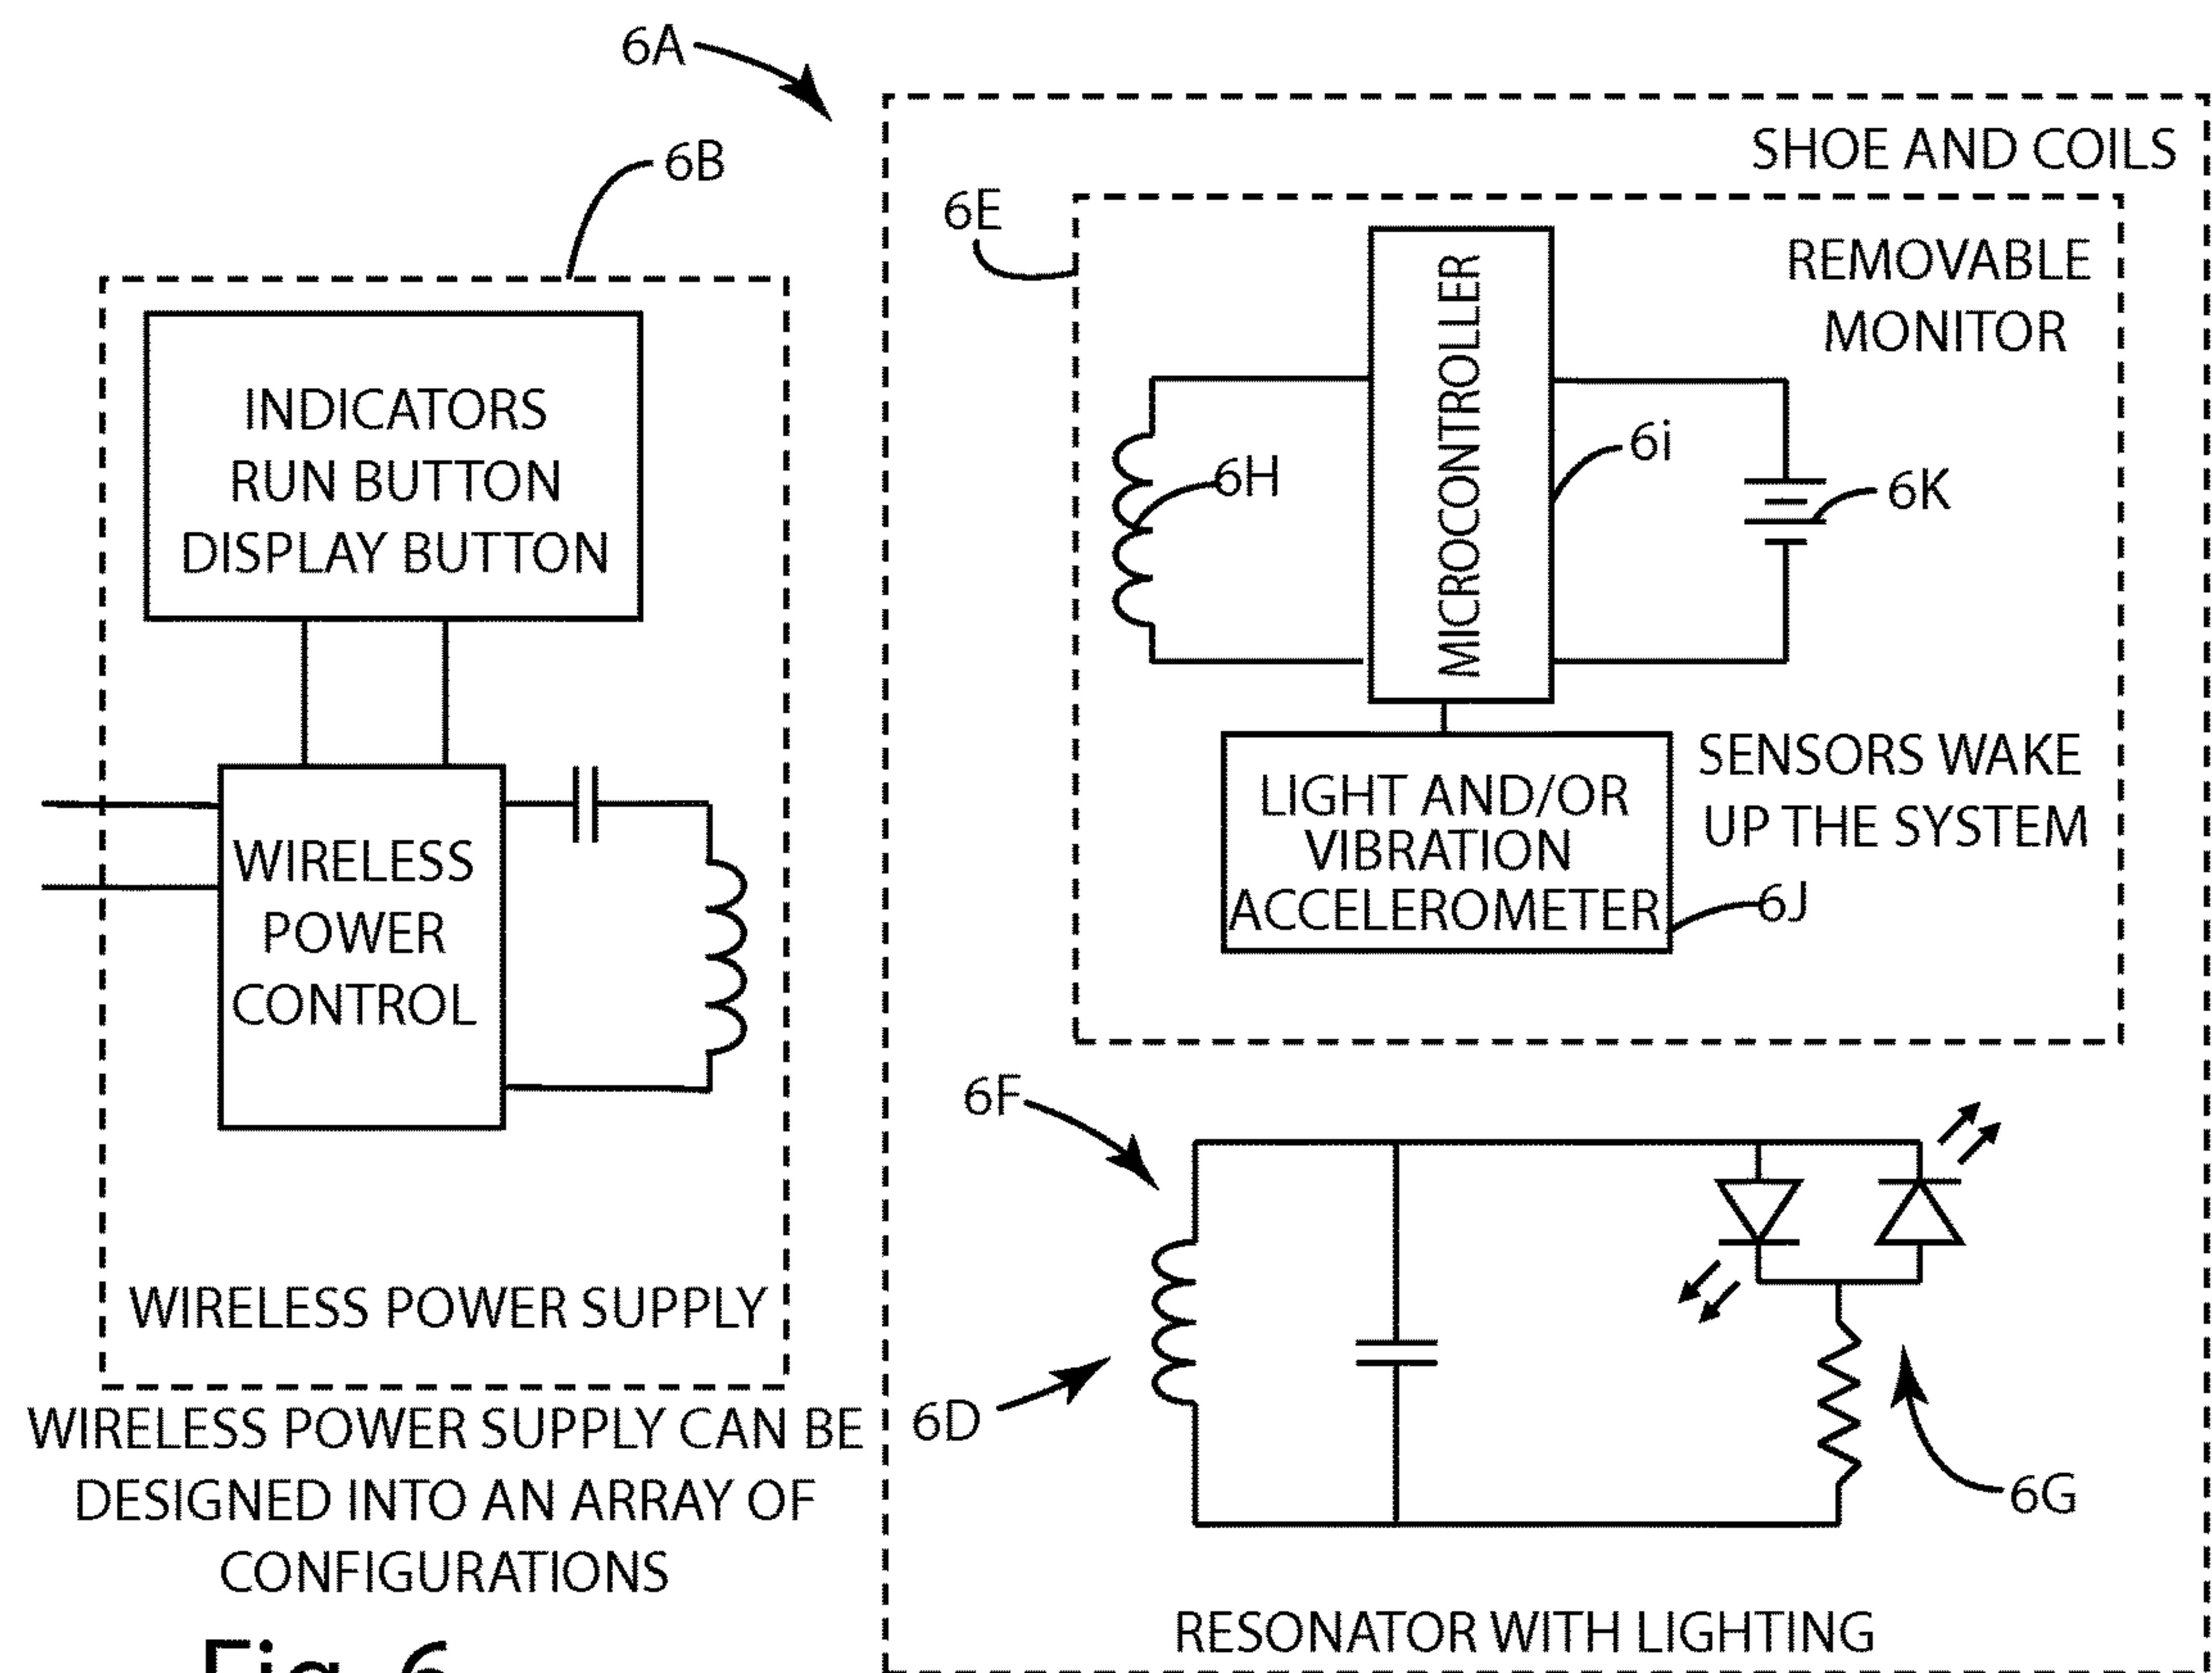 6A
6B
INDICATORS
RUN BUTTON
DISPLAY BUTTON
WIRELESS
POWER
CONTROL
WIRELESS POWER SUPPLY
WIRELESS POWER SUPPLY CAN BE
DESIGNED INTO AN ARRAY OF
CONFIGURATIONS
Fig. 6
SHOE AND COILS
6E
REMOVABLE
MONITOR
MICROCONTROLLER
6H
6i
6K
SENSORS WAKE
UP THE SYSTEM
LIGHT AND/OR
VIBRATION
ACCELEROMETER
6J
6F
6D
6G
RESONATOR WITH LIGHTING